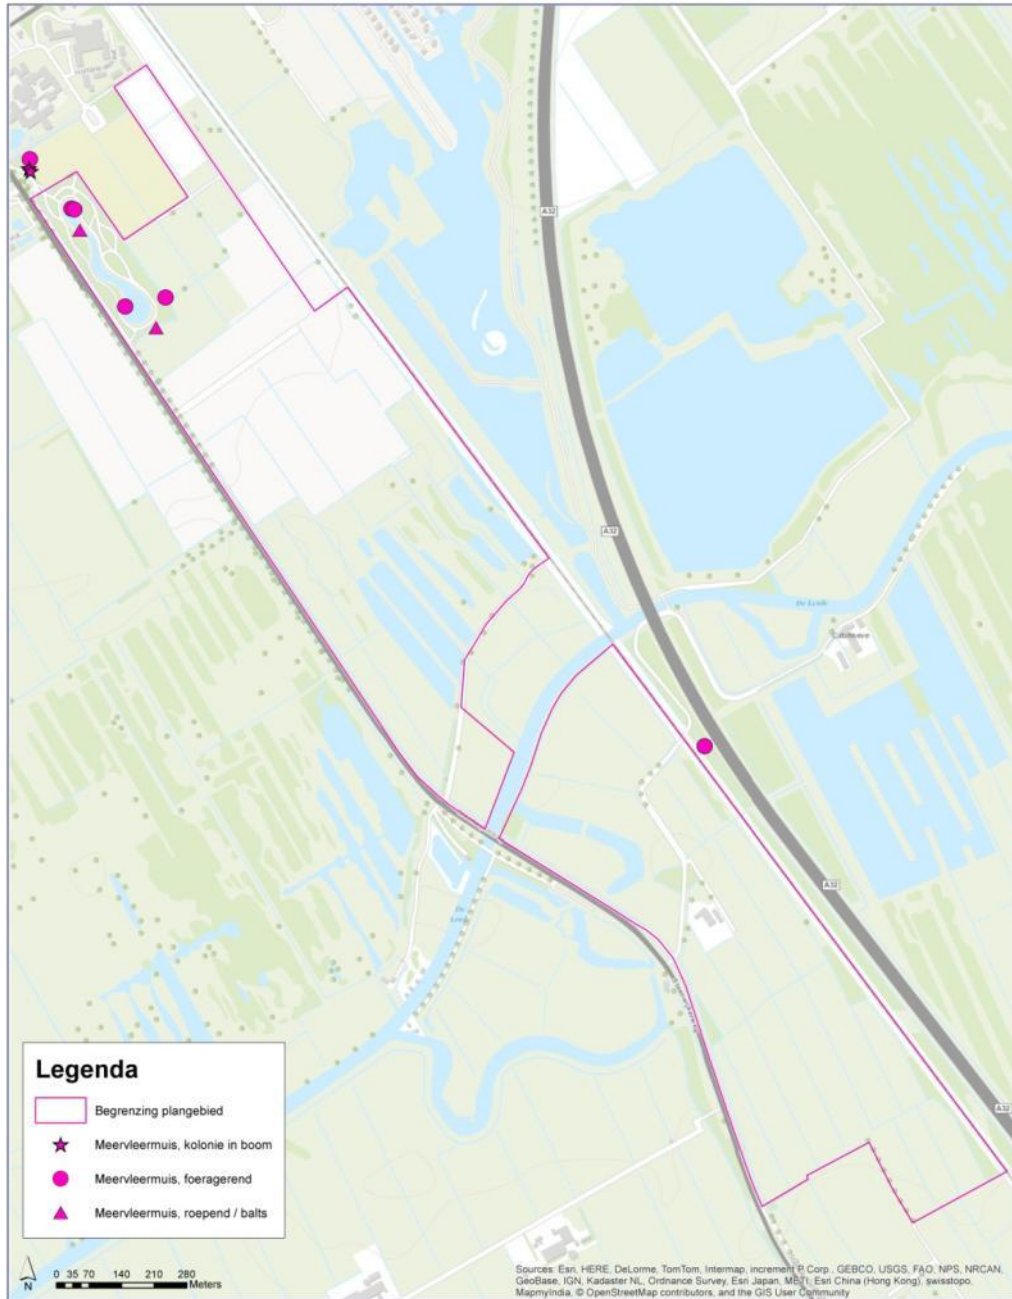 A32
A32
De Lende
A32
De
Legenda
Begrenzing plangebied
Meervleermuis, kolonie in boom
Meervleermuis, foeragerend
Meervleermuis, roepend / balts
A32
N
0 35 70 140 210 280
Meters
Sources: Esri, HERE, DeLorme, TomTom, Intermap, increment P Corp., GEBCO, USGS, FAO, NPS, NRCAN,
GeoBase, IGN, Kadaster NL, Ordnance Survey, Esri Japan, METI, Esri China (Hong Kong), swisstopo,
MapmyIndia, © OpenStreetMap contributors, and the GIS User Community